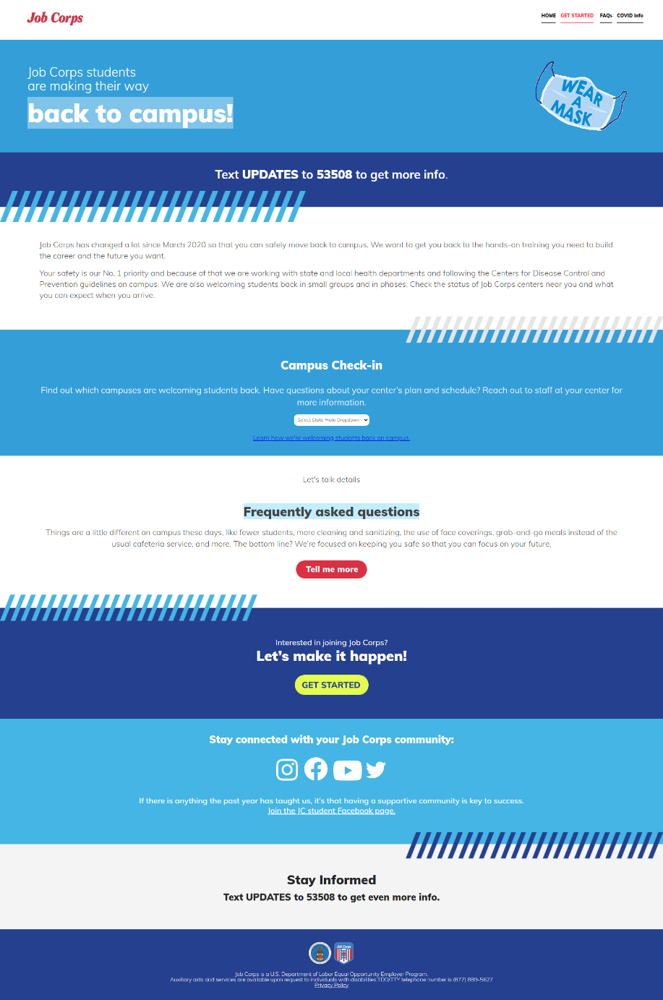 Job Corps
HOME GET STARTED FAQs COVID Info
Job Corps students
are making their way
back to campus!
WEAR
A
MASK
Text UPDATES to 53508 to get more info.
Job Corps has changed a lot since March 2020 so that you can safely move back to campus. We want to get you back to the hands-on training you need to build
the career and the future you want.
Your safety is our No. 1 priority and because of that we are working with state and local health departments and following the Centers for Disease Control and
Prevention guidelines on campus. We are also welcoming students back in small groups and in phases. Check the status of Job Corps centers near you and what
you can expect when you arrive.
Campus Check-in
Find out which campuses are welcoming students back. Have questions about your center's plan and schedule? Reach out to staff at your center for
more information.
Select State From Dropdown
Learn how we're welcoming students back on campus.
Let's talk details
Frequently asked questions
Things are a little different on campus these days, like fewer students, more cleaning and sanitizing, the use of face coverings, grab-and-go meals instead of the
usual cafeteria service, and more. The bottom line? We're focused on keeping you safe so that you can focus on your future.
Tell me more
Interested in joining Job Corps?
Let's make it happen!
GET STARTED
Stay connected with your Job Corps community:
If there is anything the past year has taught us, it's that having a supportive community is key to success.
Join the JC student Facebook page.
Stay Informed
Text UPDATES to 53508 to get even more info.
Job Corps
Job Corps is a U.S. Department of Labor Equal Opportunity Employer Program.
Auxiliary aids and services are available upon request to individuals with disabilities.TDD/TTY telephone number is (877) 889-5627
Privacy Policy